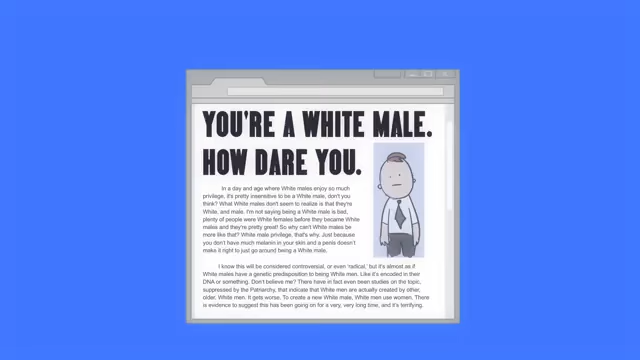 YOU'RE A WHITE MALE.
HOW DARE YOU.
In a day and age where White males enjoy so much
privilege, it's pretty insensitive to be a White male, don't you
think? What White males don't seem to realize is that they're
White, and male. I'm not saying being a White male is bad,
plenty of people were White females before they became White
males and they're pretty great! So why can't White males be
more like that? White male privilege, that's why. Just because
you don't have much melanin in your skin and a penis doesn't
make it right to just go around being a White male.
I know this will be considered controversial, or even 'radical,' but it's almost as if
White males have a genetic predisposition to being White men. Like it's encoded in their
DNA or something. Don't believe me? There have in fact even been studies on the topic,
suppressed by the Patriarchy, that indicate that White men are actually created by other,
older, White men. It gets worse. To create a new White male, White men use women. There
is evidence to suggest this has been going on for a very, very long time, and it's terrifying.